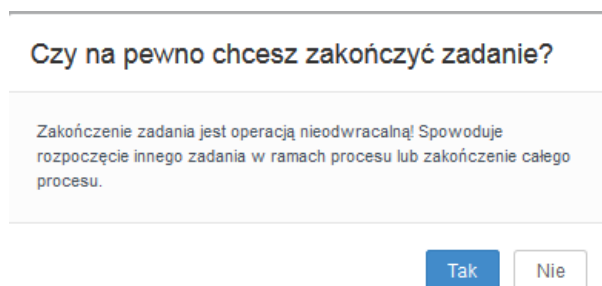 Czy na pewno chcesz zakończyć zadanie?
Zakończenie zadania jest operacją nieodwracalną! Spowoduje
rozpoczęcie innego zadania w ramach procesu lub zakończenie całego
procesu.
Tak Nie